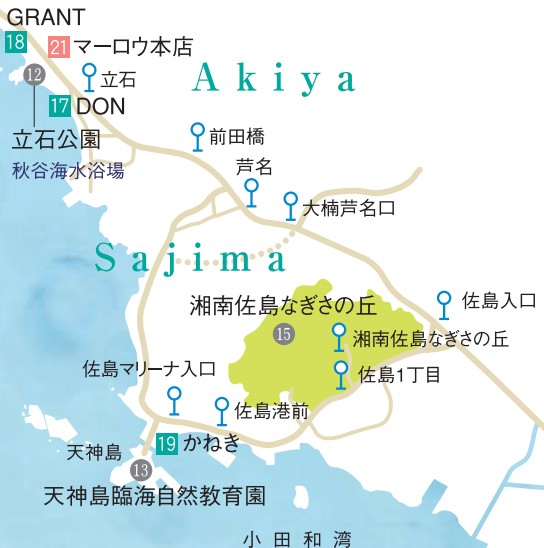 GRANT
18
21 マーロウ本店
12
立石
17 DON
Akiya
立石公園
前田橋
秋谷海水浴場
芦名
大楠芦名口
Sajima
湘南佐島なぎさの丘
佐島入口
15
湘南佐島なぎさの丘
佐島マリーナ入口
佐島1丁目
佐島港前
19 かねき
天神島
13
天神島臨海自然教育園
小田和湾